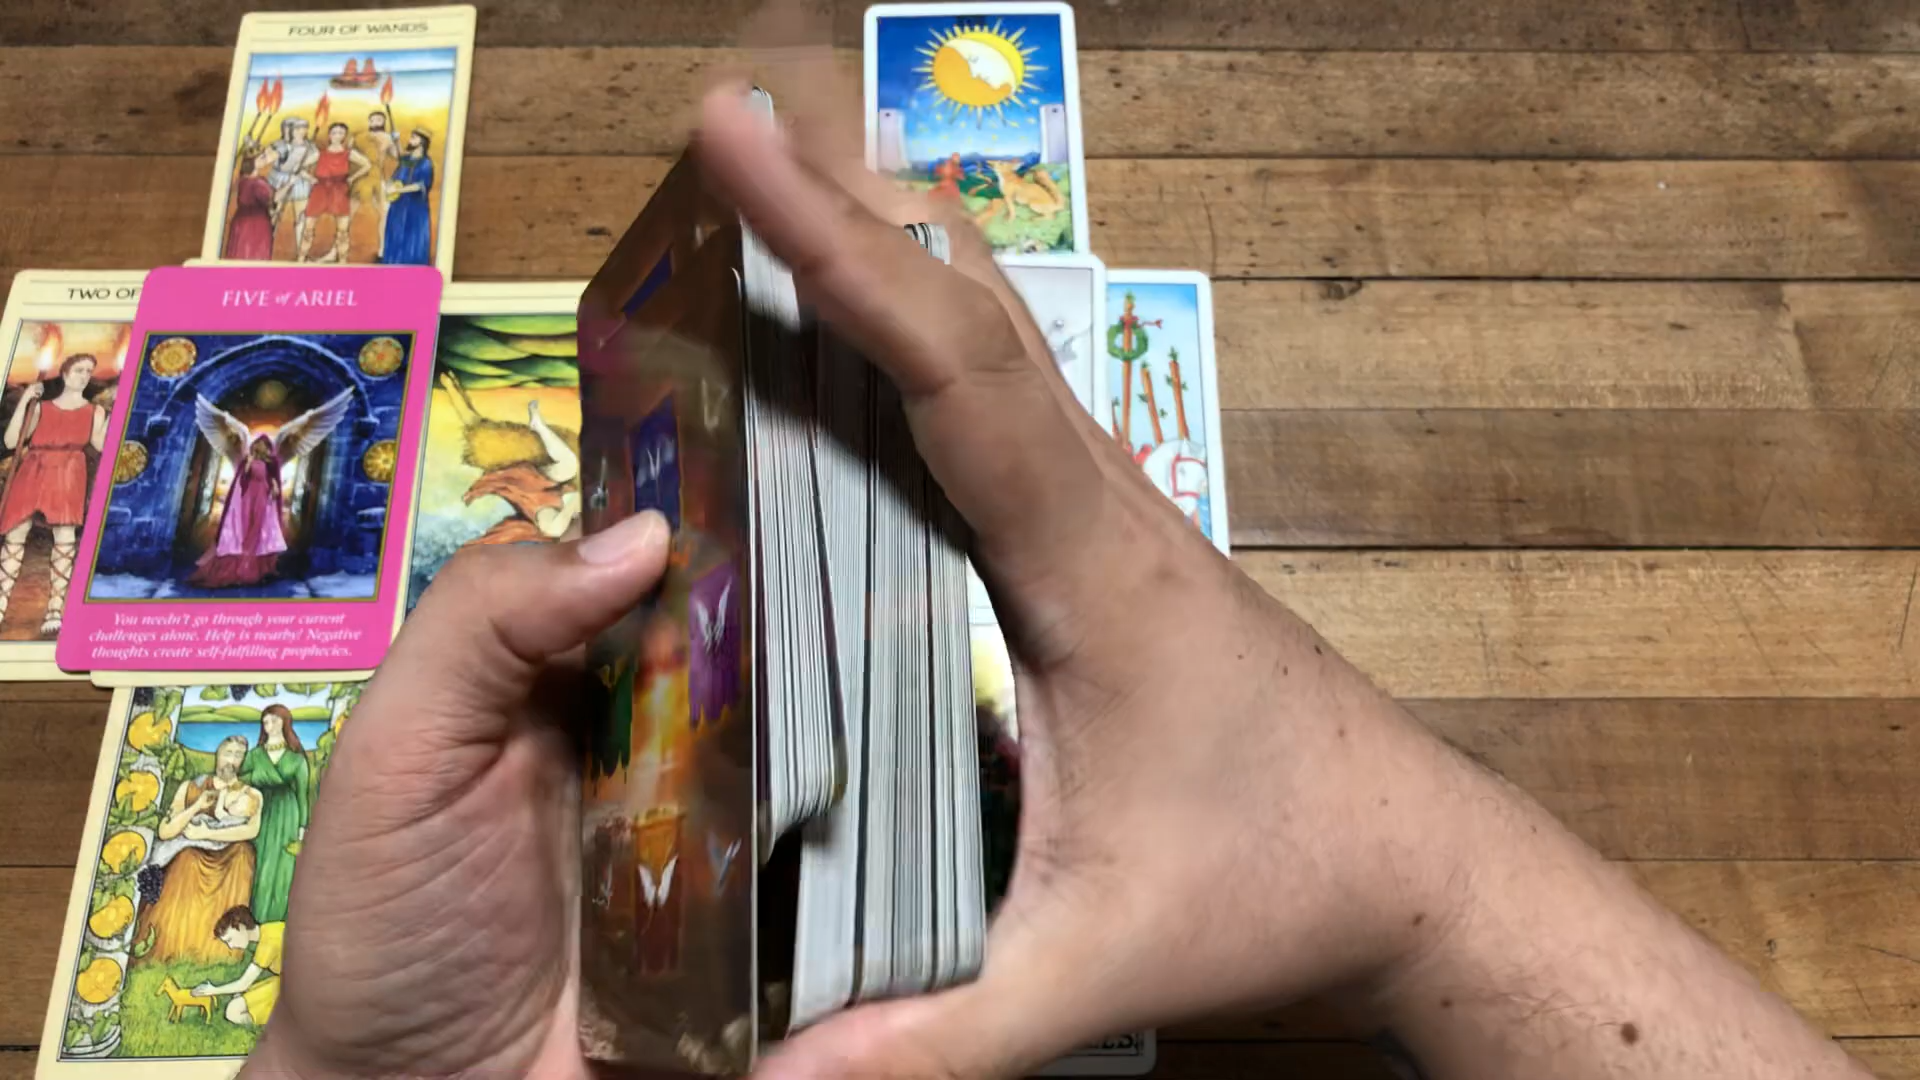 FOUR OF WANDS
TWO OF
FIVE of ARIEL
You needn't go through your current
challenges alone. Help is nearby! Negative
thoughts create self-fulfilling prophecies.